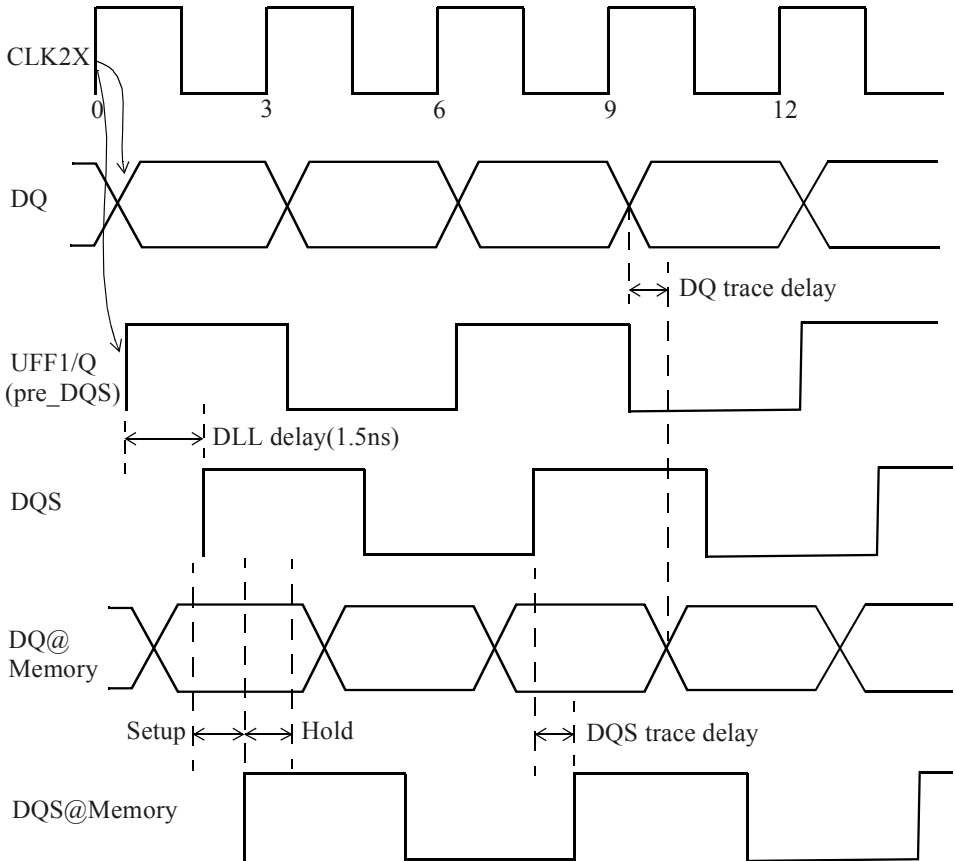 CLK2X
0 3 6 9 12
DQ
DQ trace delay
UFF1/Q
(pre_DQS)
DLL delay(1.5ns)
DQS
DQ@
Memory
Setup
Hold
DQS trace delay
DQS@Memory